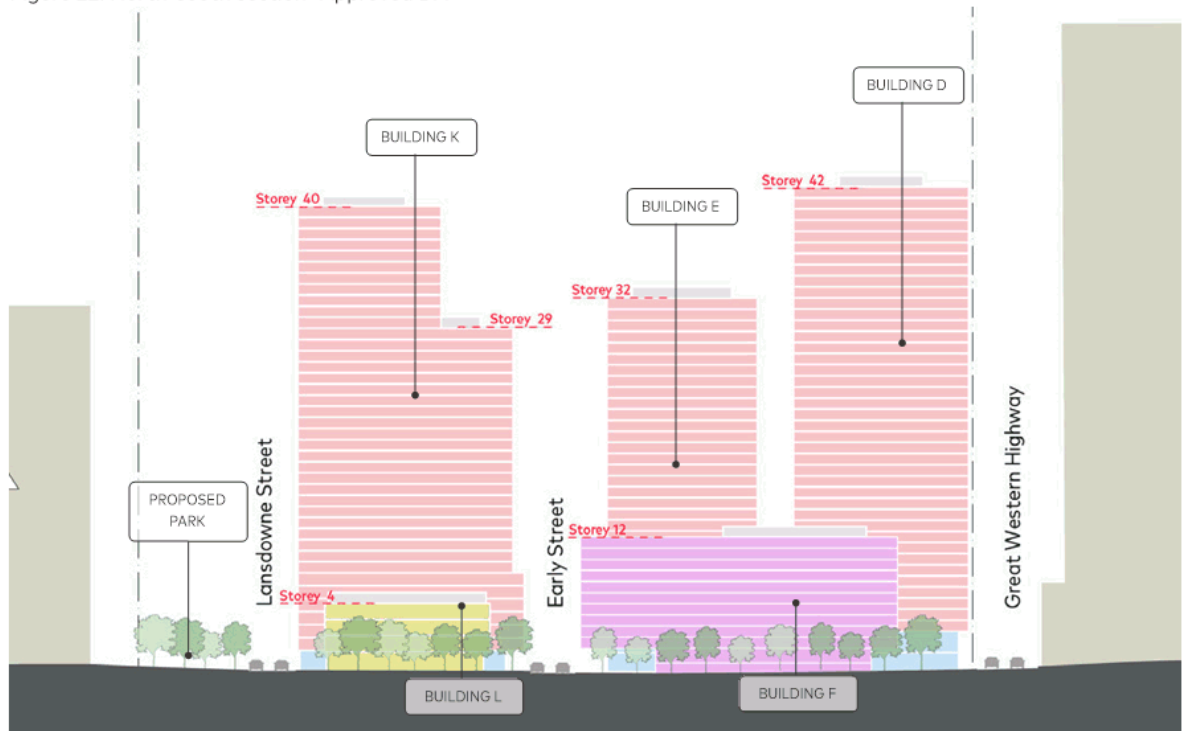 BUILDING D
BUILDING K
Storey 42
Storey 40
BUILDING E
Storey 32
Storey 29
Great Western Highway
Lansdowne Street
PROPOSED
PARK
Early Street
Storey 12
Storey 4
BUILDING L
BUILDING F